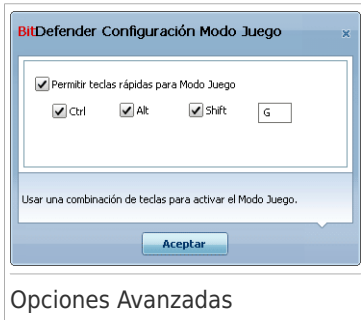 BitDefender Configuración Modo Juego
x
Permitir teclas rápidas para Modo Juego
Ctrl Alt Shift G
Usar una combinación de teclas para activar el Modo Juego.
Aceptar
Opciones Avanzadas